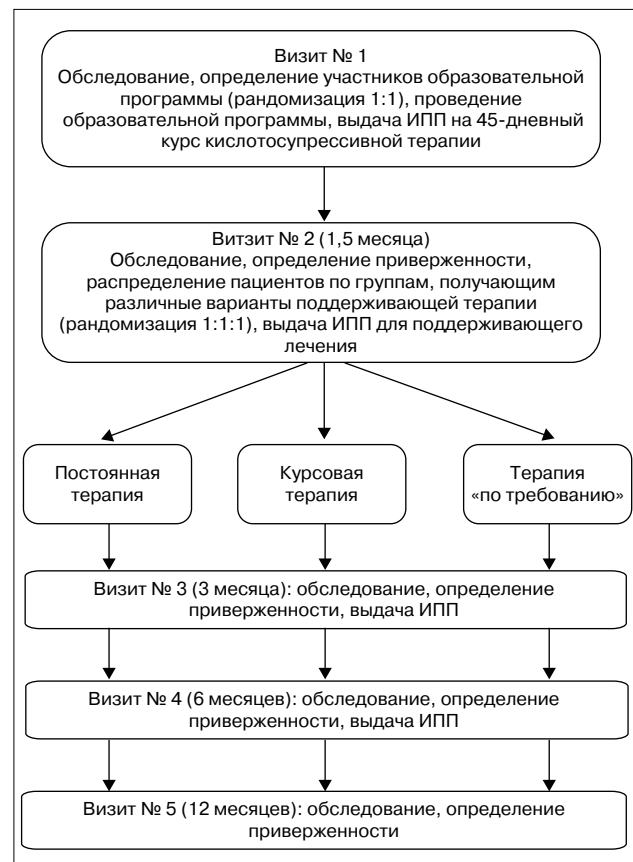 Визит № 1
Обследование, определение участников образовательной
программы (рандомизация 1:1), проведение
образовательной программы, выдача ИПП на 45-дневный
курс кислотосупрессивной терапии
Витзит № 2 (1,5 месяца)
Обследование, определение приверженности,
распределение пациентов по группам, получающим
различные варианты поддерживающей терапии
(рандомизация 1:1:1), выдача ИПП для поддерживающего
лечения
Постоянная
терапия
Курсовая
терапия
Терапия
«по требованию»
Визит № 3 (3 месяца): обследование, определение
приверженности, выдача ИПП
Визит № 4 (6 месяцев): обследование, определение
приверженности, выдача ИПП
Визит № 5 (12 месяцев): обследование, определение
приверженности